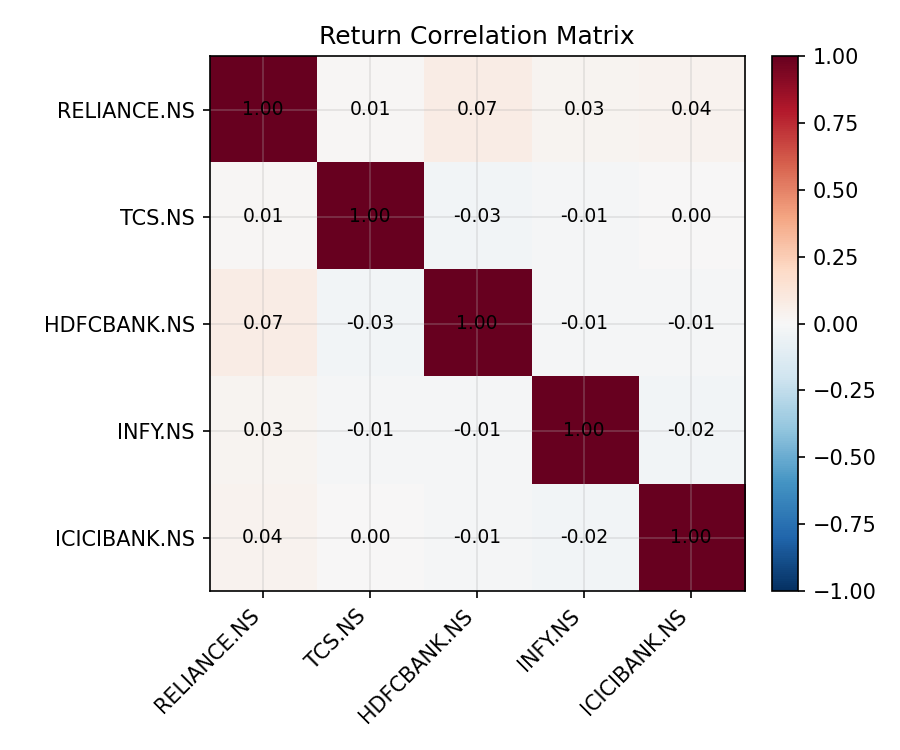 Return Correlation Matrix
RELIANCE.NS 1.00 0.01 0.07 0.03 0.04
TCS.NS 0.01 1.00 -0.03 -0.01 0.00
HDFCBANK.NS 0.07 -0.03 1.00 -0.01 -0.01
INFY.NS 0.03 -0.01 -0.01 1.00 -0.02
ICICIBANK.NS 0.04 0.00 -0.01 -0.02 1.00
RELIANCE.NS TCS.NS HDFCBANK.NS INFY.NS ICICIBANK.NS
1.00
0.75
0.50
0.25
0.00
−0.25
−0.50
−0.75
−1.00